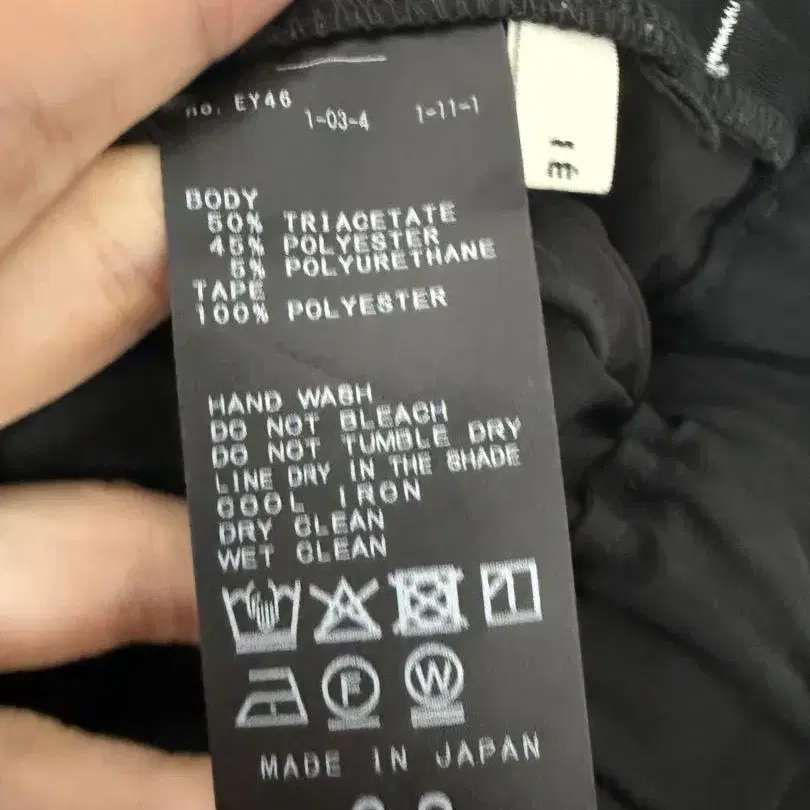 no. EY46
1-03-4 1-11-1
BODY
50% TRIACETATE
45% POLYESTER
5% POLYURETHANE
TAPE
100% POLYESTER
HAND WASH
DO NOT BLEACH
DO NOT TUMBLE DRY
LINE DRY IN THE SHADE
COOL IRON
DRY CLEAN
WET CLEAN
F W
MADE IN JAPAN